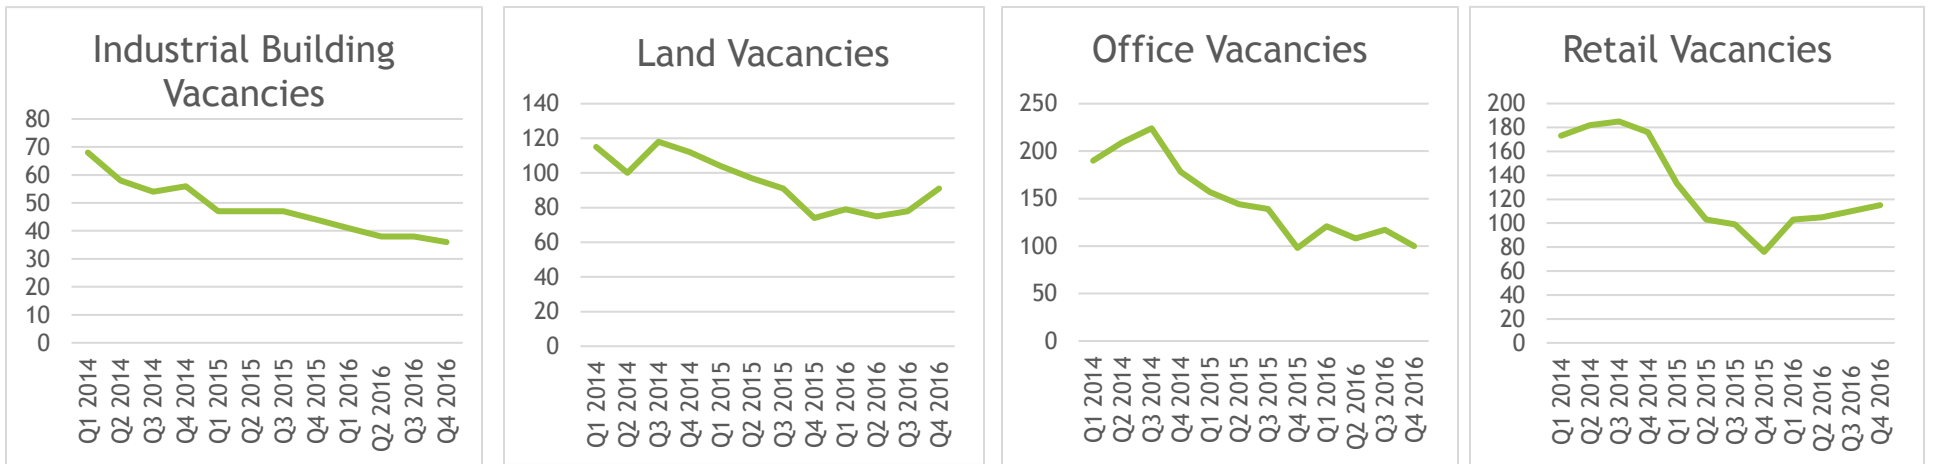 Industrial Building
Vacancies
80
70
60
50
40
30
20
10
0
Q1 2014
Q2 2014
Q3 2014
Q4 2014
Q1 2015
Q2 2015
Q3 2015
Q4 2015
Q1 2016
Q2 2016
Q3 2016
Q4 2016
Land Vacancies
140
120
100
80
60
40
20
0
Q1 2014
Q2 2014
Q3 2014
Q4 2014
Q1 2015
Q2 2015
Q3 2015
Q4 2015
Q1 2016
Q2 2016
Q3 2016
Q4 2016
Office Vacancies
250
200
150
100
50
0
Q1 2014
Q2 2014
Q3 2014
Q4 2014
Q1 2015
Q2 2015
Q3 2015
Q4 2015
Q1 2016
Q2 2016
Q3 2016
Q4 2016
Retail Vacancies
200
180
160
140
120
100
80
60
40
20
0
Q1 2014
Q2 2014
Q3 2014
Q4 2014
Q1 2015
Q2 2015
Q3 2015
Q4 2015
Q1 2016
Q2 2016
Q3 2016
Q4 2016